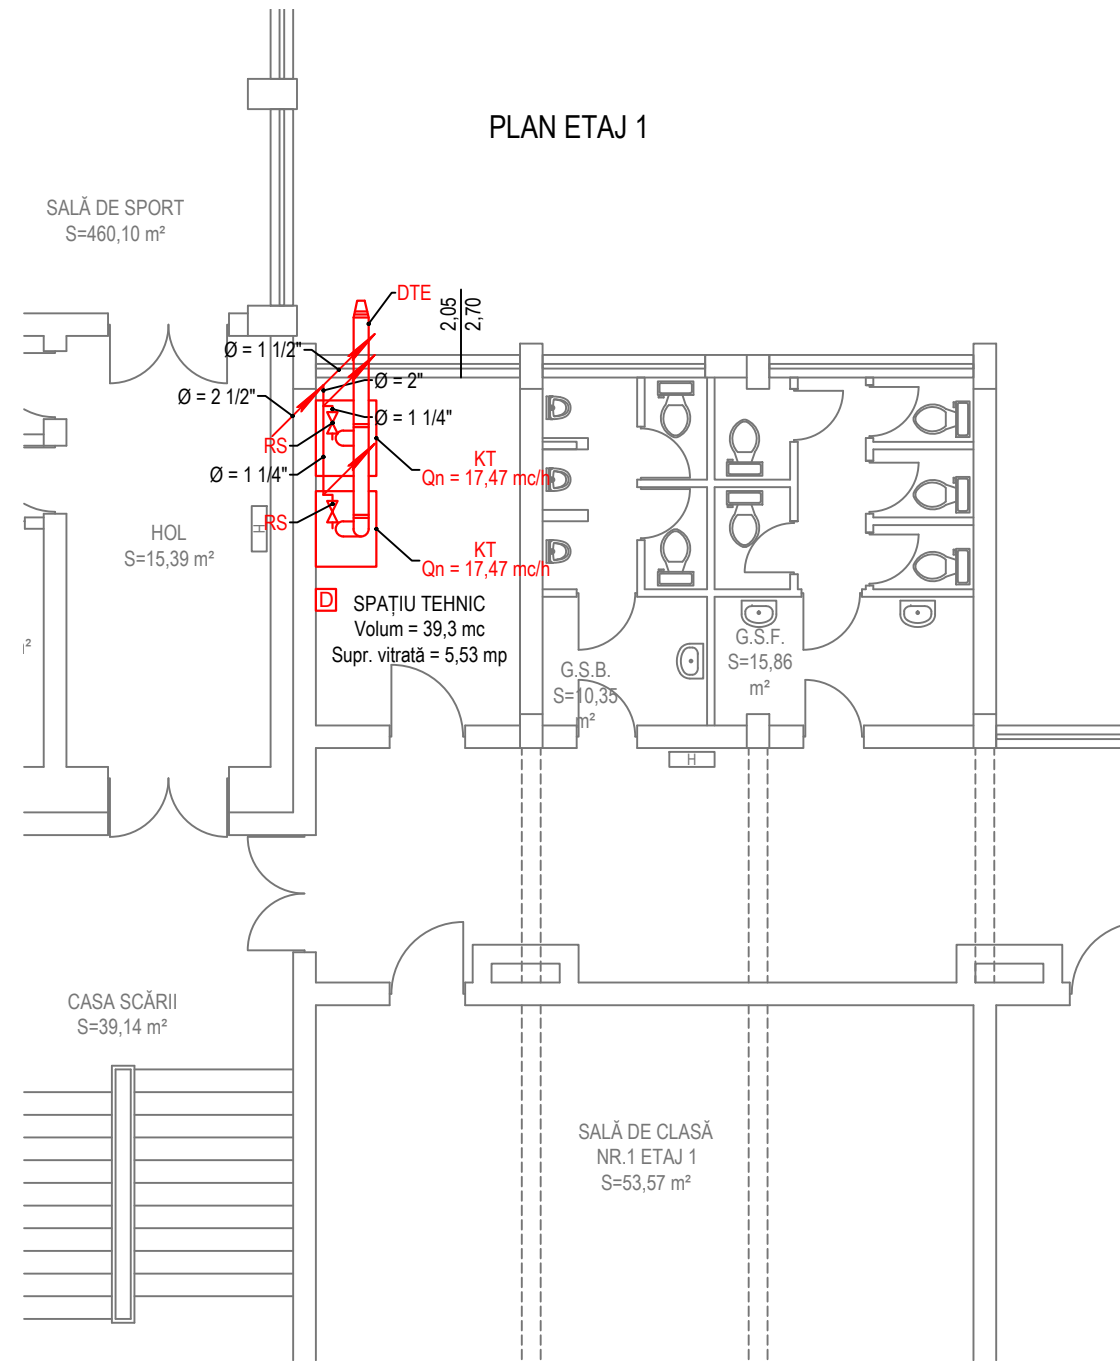 PLAN ETAJ 1
SALĂ DE SPORT
S=460,10 m²
DTE
2,05
2,70
Ø = 1 1/2"
Ø = 2"
Ø = 2 1/2"
Ø = 1 1/4"
RS
KT
Qn = 17,47 mc/h
Ø = 1 1/4"
RS
HOL
S=15,39 m²
H
KT
Qn = 17,47 mc/h
D
SPAȚIU TEHNIC
Volum = 39,3 mc
Supr. vitrată = 5,53 mp
G.S.B.
S=10,35
m²
G.S.F.
S=15,86
m²
H
CASA SCĂRII
S=39,14 m²
SALĂ DE CLASĂ
NR.1 ETAJ 1
S=53,57 m²